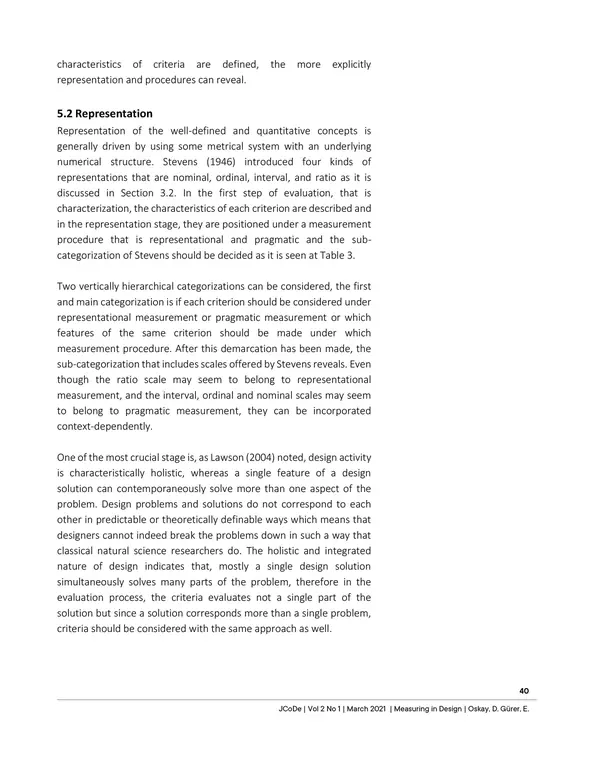 characteristics of criteria are defined, the more explicitly
representation and procedures can reveal.
5.2 Representation
Representation of the well-defined and quantitative concepts is
generally driven by using some metrical system with an underlying
numerical structure. Stevens (1946) introduced four kinds of
representations that are nominal, ordinal, interval, and ratio as it is
discussed in Section 3.2. In the first step of evaluation, that is
characterization, the characteristics of each criterion are described and
in the representation stage, they are positioned under a measurement
procedure that is representational and pragmatic and the sub-
categorization of Stevens should be decided as it is seen at Table 3.
Two vertically hierarchical categorizations can be considered, the first
and main categorization is if each criterion should be considered under
representational measurement or pragmatic measurement or which
features of the same criterion should be made under which
measurement procedure. After this demarcation has been made, the
sub-categorization that includes scales offered by Stevens reveals. Even
though the ratio scale may seem to belong to representational
measurement, and the interval, ordinal and nominal scales may seem
to belong to pragmatic measurement, they can be incorporated
context-dependently.
One of the most crucial stage is, as Lawson (2004) noted, design activity
is characteristically holistic, whereas a single feature of a design
solution can contemporaneously solve more than one aspect of the
problem. Design problems and solutions do not correspond to each
other in predictable or theoretically definable ways which means that
designers cannot indeed break the problems down in such a way that
classical natural science researchers do. The holistic and integrated
nature of design indicates that, mostly a single design solution
simultaneously solves many parts of the problem, therefore in the
evaluation process, the criteria evaluates not a single part of the
solution but since a solution corresponds more than a single problem,
criteria should be considered with the same approach as well.
40
JCoDe | Vol 2 No 1 | March 2021 | Measuring in Design | Oskay, D. Gürer, E.